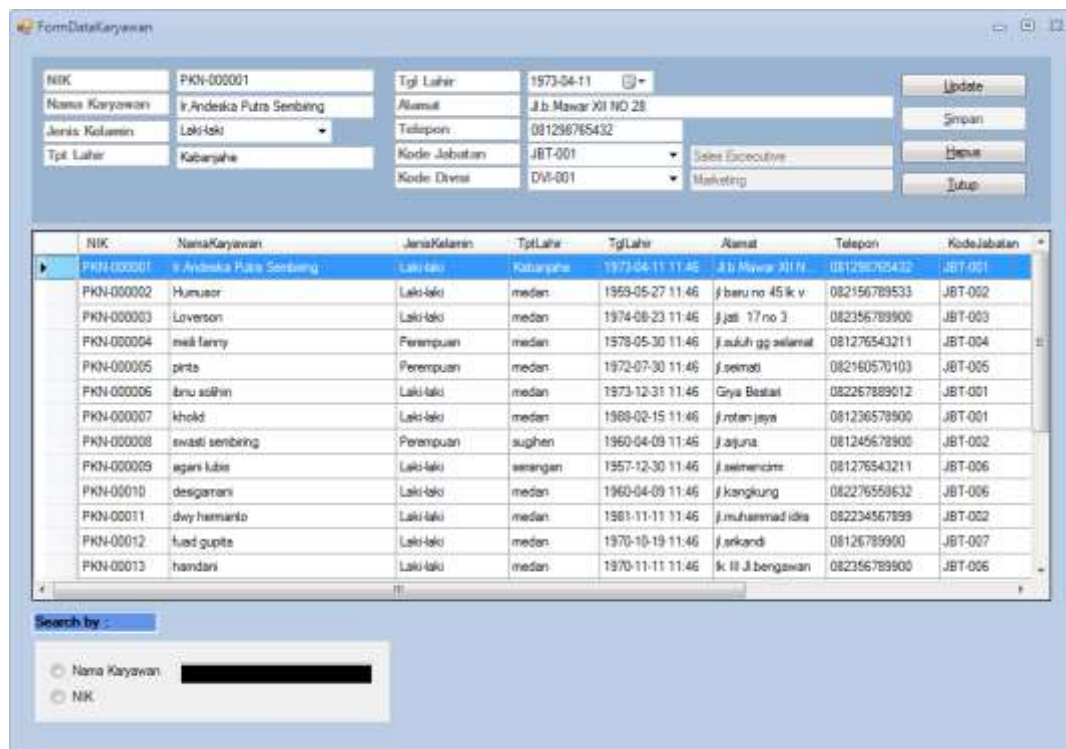 FormDataKaryawan
NIK PKN-000001 Tgl Lahir 1973-04-11 Update
Nama Karyawan Ir.Andeska Putra Sembiring Alamat Jl.b.Mawar XII NO 28 Simpan
Jenis Kelamin Laki-laki Telepon 081298765432 Hapus
Tpt Lahir Kabanjahe Kode Jabatan JBT-001 Sales Excecutive Tutup
Kode Divisi DVI-001 Marketing
NIK NamaKaryawan JenisKelamin TptLahir TglLahir Alamat Telepon KodeJabatan
PKN-000001 Ir.Andeska Putra Sembiring Laki-laki Kabanjahe 1973-04-11 11:46 Jl.b.Mawar XII N... 081298765432 JBT-001
PKN-000002 Humusor Laki-laki medan 1959-05-27 11:46 jl baru no 45 lk v 082156789533 JBT-002
PKN-000003 Loverson Laki-laki medan 1974-08-23 11:46 jl.jati 17 no 3 082356789900 JBT-003
PKN-000004 meli fanny Perempuan medan 1978-05-30 11:46 jl.suluh gg selamat 081276543211 JBT-004
PKN-000005 pinta Perempuan medan 1972-07-30 11:46 jl.seimati 082160570103 JBT-005
PKN-000006 ibnu solihin Laki-laki medan 1973-12-31 11:46 Griya Bestari 082267889012 JBT-001
PKN-000007 kholid Laki-laki medan 1988-02-15 11:46 jl.rotan jaya 081236578900 JBT-001
PKN-000008 swasti sembiring Perempuan sughen 1960-04-09 11:46 jl.arjuna 081245678900 JBT-002
PKN-000009 agani lubis Laki-laki serangan 1957-12-30 11:46 jl.seimencirim 081276543211 JBT-006
PKN-00010 desigamani Laki-laki medan 1960-04-09 11:46 jl.kangkung 082276558632 JBT-006
PKN-00011 dwy hermanto Laki-laki medan 1981-11-11 11:46 jl.muhammad idris 082234567899 JBT-002
PKN-00012 fuad gupita Laki-laki medan 1970-10-19 11:46 jl.srikandi 08126789900 JBT-007
PKN-00013 hamdani Laki-laki medan 1970-11-11 11:46 lk III Jl.bengawan 082356789900 JBT-006
Search by :
Nama Karyawan
NIK